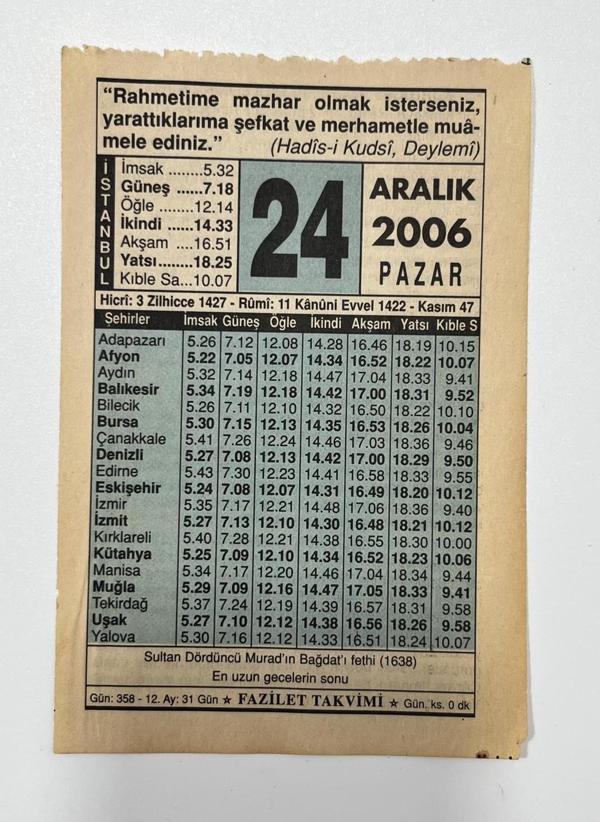 “Rahmetime mazhar olmak isterseniz,
yarattıklarıma şefkat ve merhametle muâ-
mele ediniz.” (Hadîs-i Kudsî, Deylemî)
İSTANBUL
İmsak ........5.32
Güneş ......7.18
Öğle ........12.14
İkindi ......14.33
Akşam ....16.51
Yatsı.......18.25
Kıble Sa...10.07
24
ARALIK
2006
PAZAR
Hicrî: 3 Zilhicce 1427 - Rûmî: 11 Kânûni Evvel 1422 - Kasım 47
Şehirler İmsak Güneş Öğle İkindi Akşam Yatsı Kıble S
Adapazarı 5.26 7.12 12.08 14.28 16.46 18.19 10.15
Afyon 5.22 7.05 12.07 14.34 16.52 18.22 10.07
Aydın 5.32 7.14 12.18 14.47 17.04 18.33 9.41
Balıkesir 5.34 7.19 12.18 14.42 17.00 18.31 9.52
Bilecik 5.26 7.11 12.10 14.32 16.50 18.22 10.10
Bursa 5.30 7.15 12.13 14.35 16.53 18.26 10.04
Çanakkale 5.41 7.26 12.24 14.46 17.03 18.36 9.46
Denizli 5.27 7.08 12.13 14.42 17.00 18.29 9.50
Edirne 5.43 7.30 12.23 14.41 16.58 18.33 9.55
Eskişehir 5.24 7.08 12.07 14.31 16.49 18.20 10.12
İzmir 5.35 7.17 12.21 14.48 17.06 18.36 9.40
İzmit 5.27 7.13 12.10 14.30 16.48 18.21 10.12
Kırklareli 5.40 7.28 12.21 14.38 16.55 18.30 10.00
Kütahya 5.25 7.09 12.10 14.34 16.52 18.23 10.06
Manisa 5.34 7.17 12.20 14.46 17.04 18.34 9.44
Muğla 5.29 7.09 12.16 14.47 17.05 18.33 9.41
Tekirdağ 5.37 7.24 12.19 14.39 16.57 18.31 9.58
Uşak 5.27 7.10 12.12 14.38 16.56 18.26 9.58
Yalova 5.30 7.16 12.12 14.33 16.51 18.24 10.07
Sultan Dördüncü Murad’ın Bağdat’ı fethi (1638)
En uzun gecelerin sonu
Gün: 358 - 12. Ay: 31 Gün ★ FAZİLET TAKVİMİ ★ Gün. ks. 0 dk